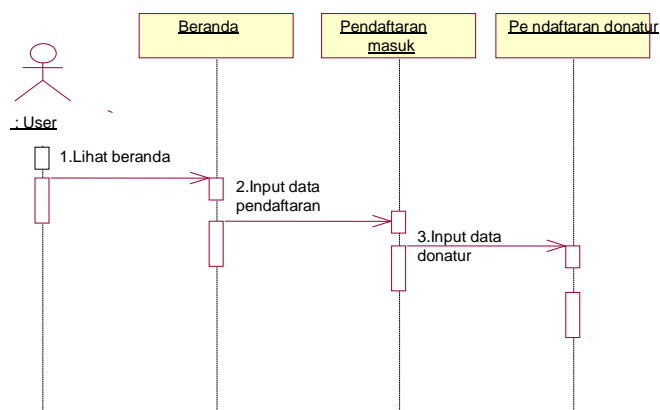 Beranda
Pendaftaran
masuk
Pe ndaftaran donatur
: User
1.Lihat beranda
2.Input data
pendaftaran
3.Input data
donatur